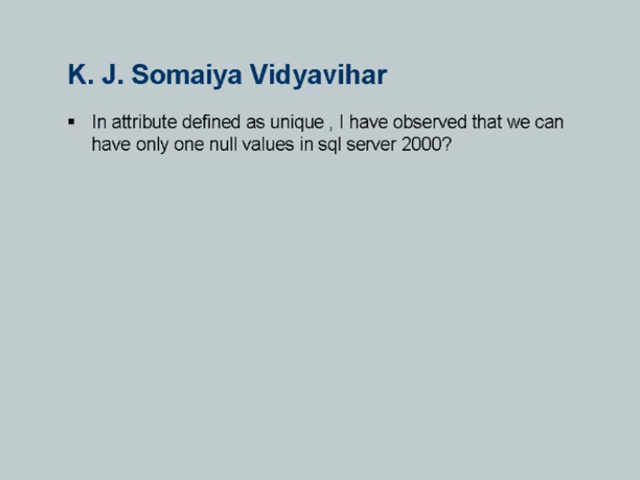 K. J. Somaiya Vidyavihar
▪ In attribute defined as unique , I have observed that we can
have only one null values in sql server 2000?